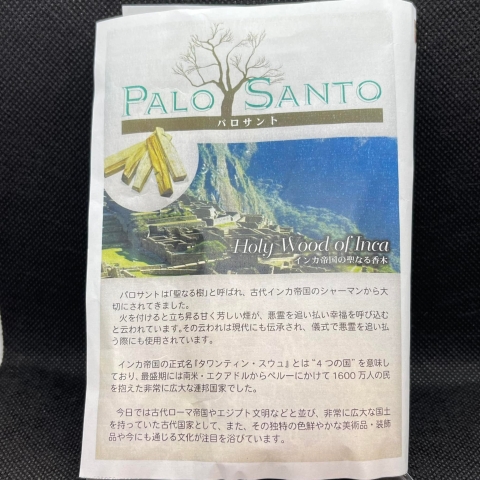 PALO SANTO
パロサント
Holy Wood of Inca
インカ帝国の聖なる香木
パロサントは「聖なる樹」と呼ばれ、古代インカ帝国のシャーマンから大
切にされてきました。
火を付けると立ち昇る甘く芳しい煙が、悪霊を追い払い幸福を呼び込む
と云われています。その云われは現代にも伝承され、儀式で悪霊を追い払
う際にも使用されています。
インカ帝国の正式名『タワンティン・スウユ』とは“４つの国”を意味し
ており、最盛期には南米・エクアドルからペルーにかけて1600万人の民
を抱えた非常に広大な連邦国家でした。
今日では古代ローマ帝国やエジプト文明などと並び、非常に広大な国土
を持っていた古代国家として、また、その独特の色鮮やかな美術品・装飾
品や今にも通じる文化が注目を浴びています。